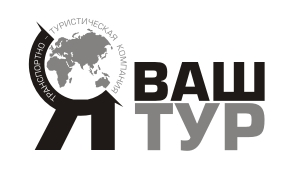 ТРАНСПОРТНО - ТУРИСТИЧЕСКАЯ КОМПАНИЯ
Я ВАШ
ТУР